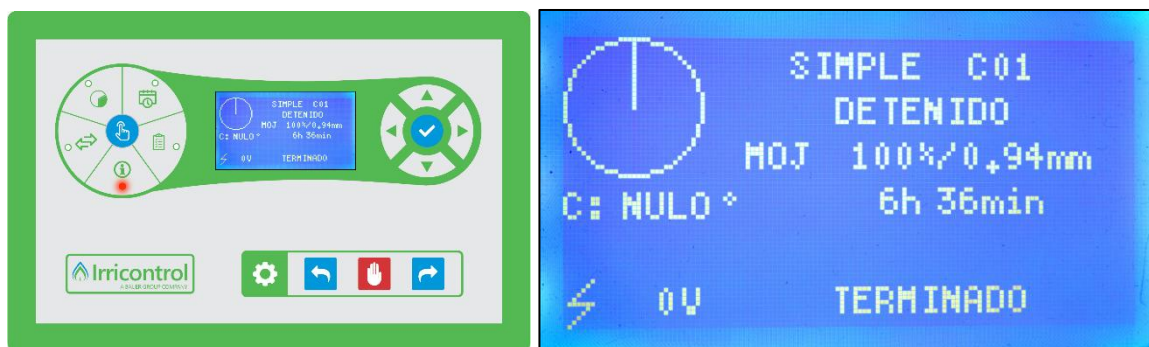 SIMPLE C01
DETENIDO
MOJ 100%/0,94mm
C: NULO° 6h 36min
0V TERMINADO
Irricontrol
A BAUER GROUP COMPANY
SIMPLE C01
DETENIDO
MOJ 100%/0,94mm
C: NULO° 6h 36min
0V TERMINADO